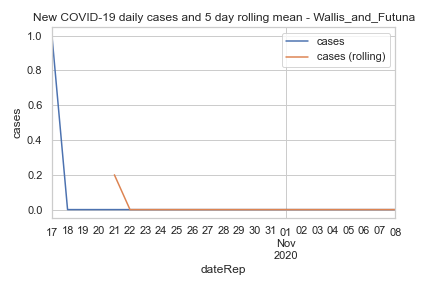 New COVID-19 daily cases and 5 day rolling mean - Wallis_and_Futuna
cases
cases (rolling)
1.0
0.8
0.6
0.4
0.2
0.0
cases
17 18 19 20 21 22 23 24 25 26 27 28 29 30 31 01 02 03 04 05 06 07 08
Nov
2020
dateRep